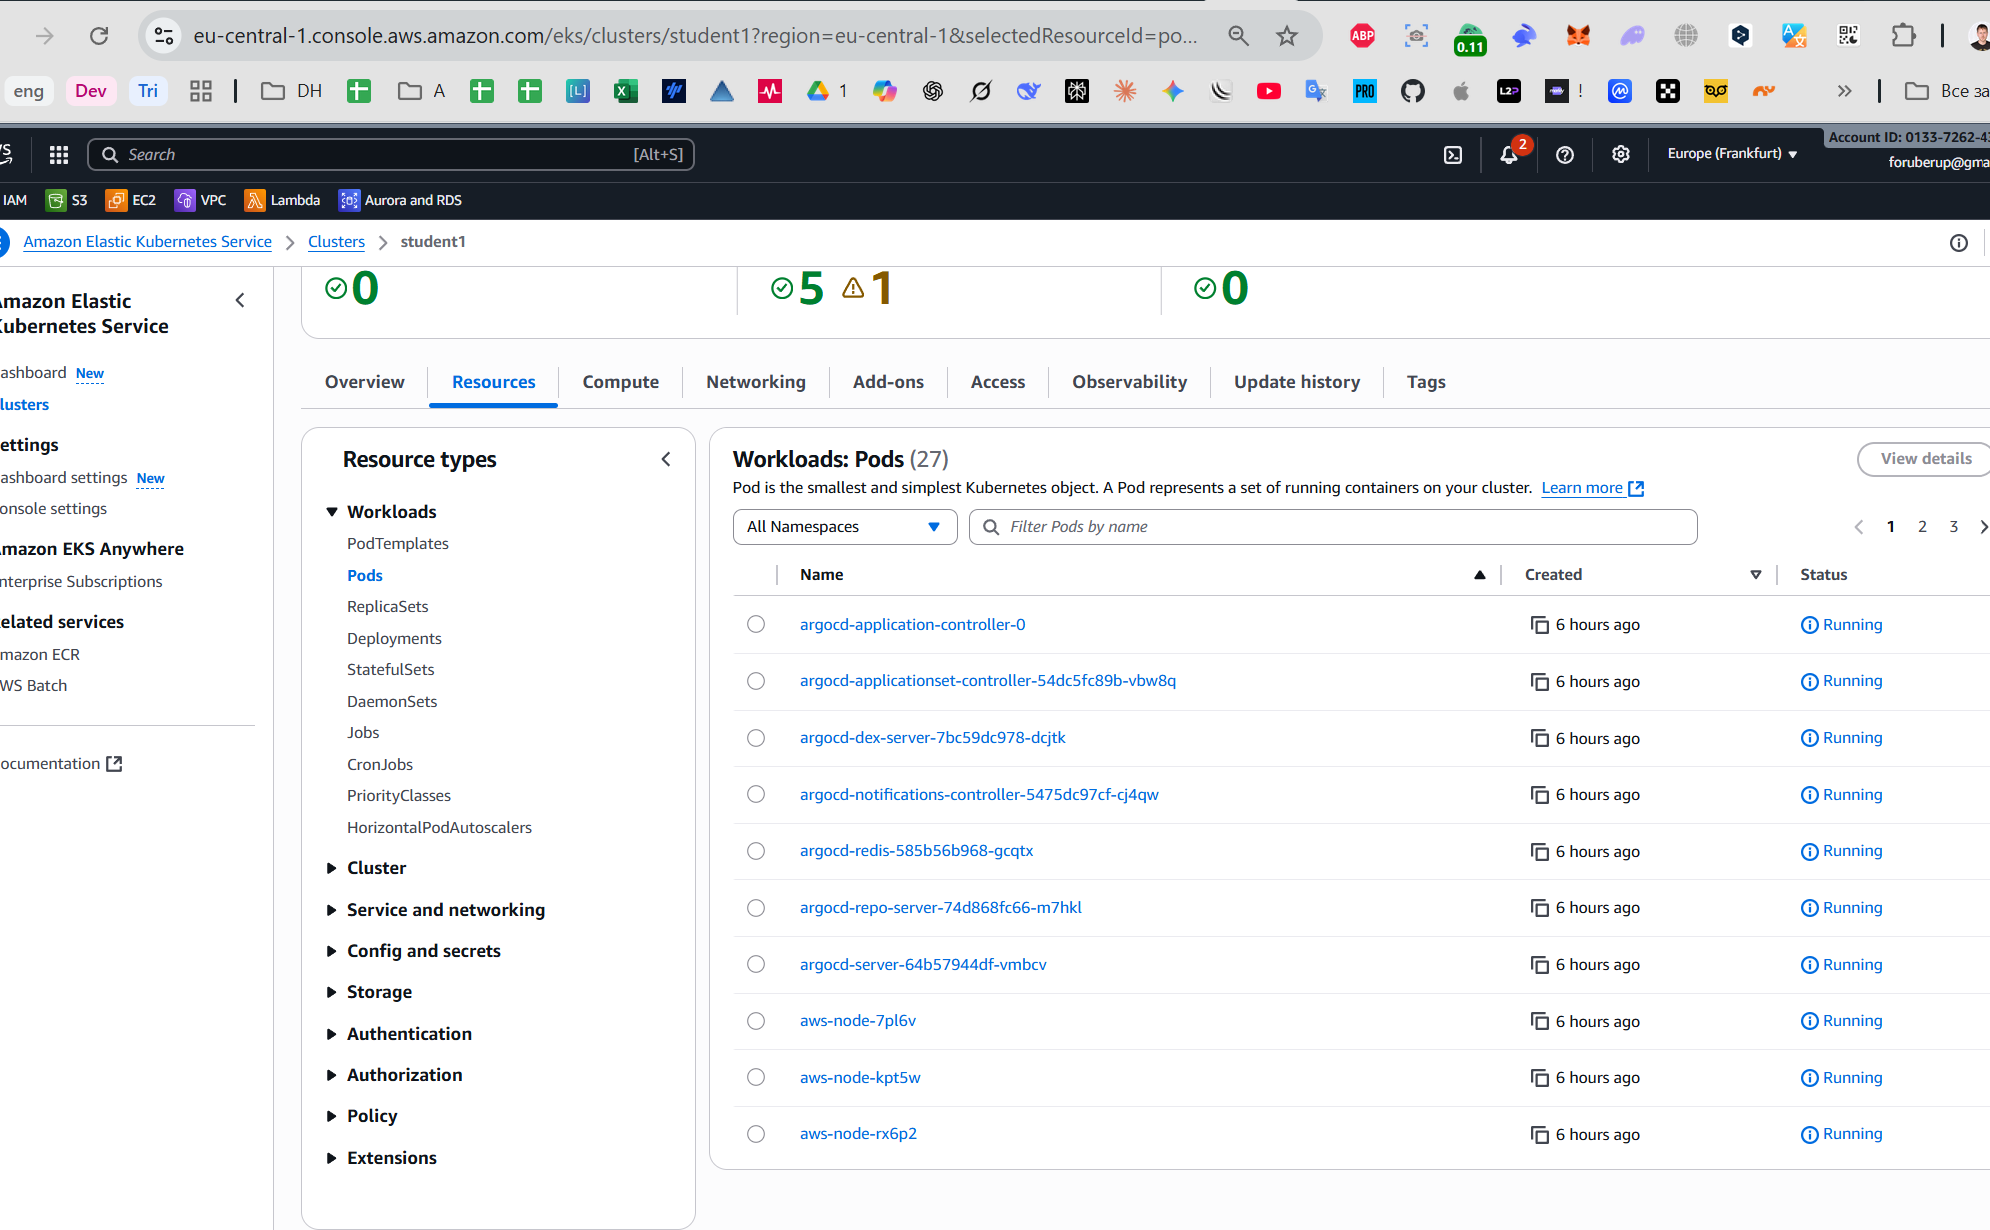 eu-central-1.console.aws.amazon.com/eks/clusters/student1?region=eu-central-1&selectedResourceId=po...
ABP
0.11
eng
Dev
Tri
DH
A
[L]
1
PRO
L2P
!
Все за
Search
[Alt+S]
2
Europe (Frankfurt)
Account ID: 0133-7262-4
foruberup@gma
IAM
S3
EC2
VPC
Lambda
Aurora and RDS
Amazon Elastic Kubernetes Service
Clusters
student1
mazon Elastic
ubernetes Service
ashboard New
lusters
ettings
ashboard settings New
onsole settings
mazon EKS Anywhere
nterprise Subscriptions
elated services
mazon ECR
WS Batch
ocumentation
0
5
1
0
Overview
Resources
Compute
Networking
Add-ons
Access
Observability
Update history
Tags
Resource types
Workloads
PodTemplates
Pods
ReplicaSets
Deployments
StatefulSets
DaemonSets
Jobs
CronJobs
PriorityClasses
HorizontalPodAutoscalers
Cluster
Service and networking
Config and secrets
Storage
Authentication
Authorization
Policy
Extensions
Workloads: Pods (27)
View details
Pod is the smallest and simplest Kubernetes object. A Pod represents a set of running containers on your cluster. Learn more
All Namespaces
Filter Pods by name
1 2 3
Name Created Status
argocd-application-controller-0 6 hours ago Running
argocd-applicationset-controller-54dc5fc89b-vbw8q 6 hours ago Running
argocd-dex-server-7bc59dc978-dcjtk 6 hours ago Running
argocd-notifications-controller-5475dc97cf-cj4qw 6 hours ago Running
argocd-redis-585b56b968-gcqtx 6 hours ago Running
argocd-repo-server-74d868fc66-m7hkl 6 hours ago Running
argocd-server-64b57944df-vmbcv 6 hours ago Running
aws-node-7pl6v 6 hours ago Running
aws-node-kpt5w 6 hours ago Running
aws-node-rx6p2 6 hours ago Running